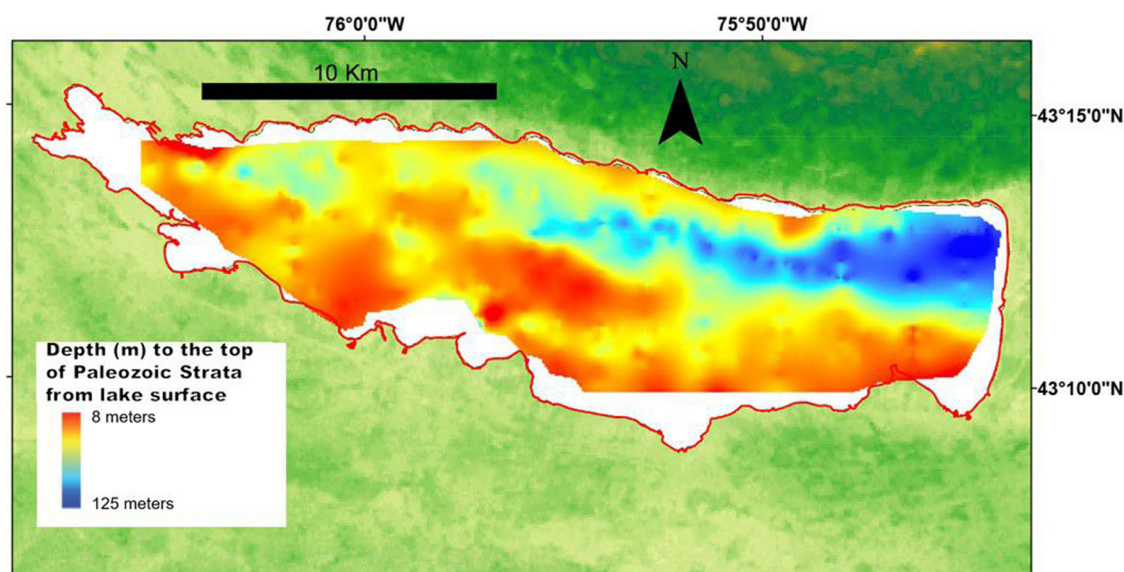 76°0'0"W
75°50'0"W
10 Km
N
43°15'0"N
43°10'0"N
Depth (m) to the top
of Paleozoic Strata
from lake surface
8 meters
125 meters